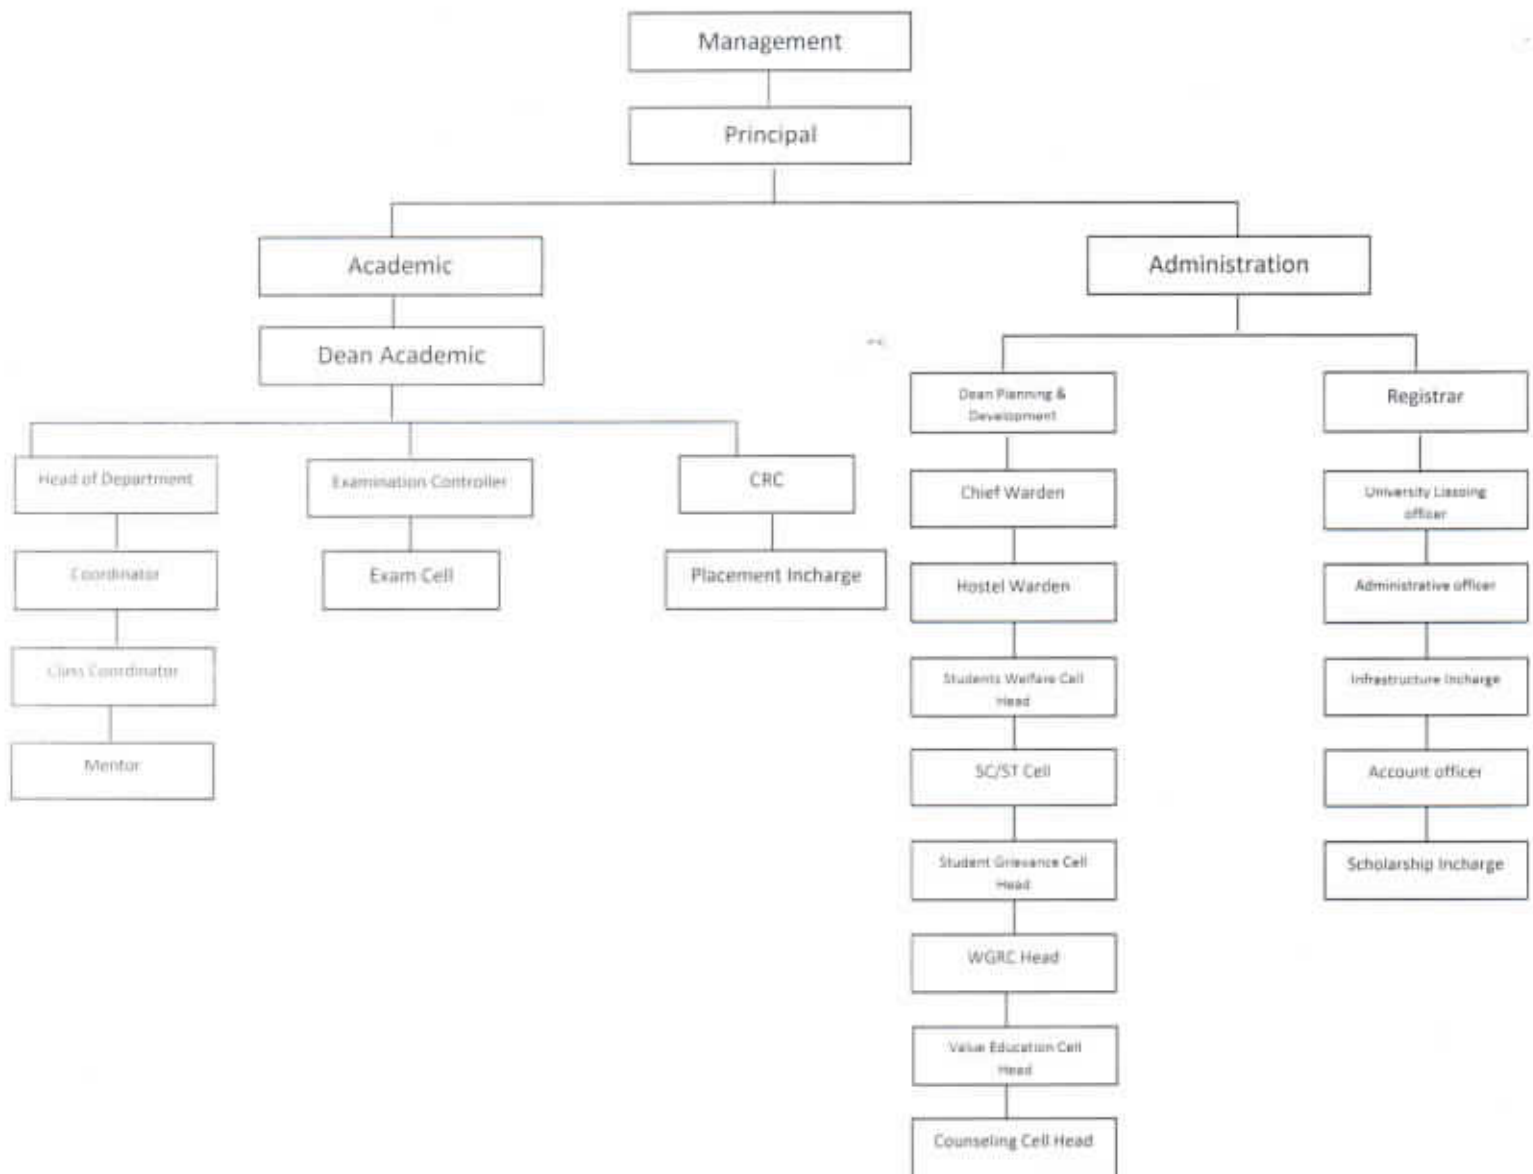 Management
Principal
Academic
Administration
Dean Academic
Dean Planning &
Development
Registrar
Head of Department
Examination Controller
CRC
Chief Warden
University Liasoing
officer
Coordinator
Exam Cell
Placement Incharge
Hostel Warden
Administrative officer
Class Coordinator
Students Welfare Cell
Head
Infrastructure Incharge
Mentor
SC/ST Cell
Account officer
Student Grievance Cell
Head
Scholarship Incharge
WGRC Head
Value Education Cell
Head
Counseling Cell Head